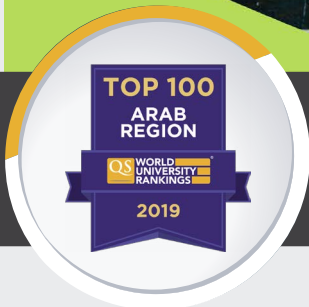 TOP 100
ARAB
REGION
QS WORLD
UNIVERSITY
RANKINGS®
2019